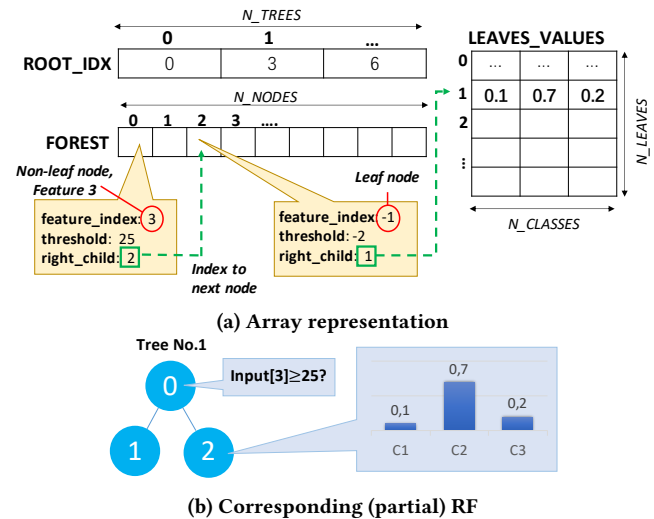 N_TREES
0 1 ...
ROOT_IDX 0 3 6
N_NODES
0 1 2 3 ....
FOREST
Non-leaf node,
Feature 3
feature_index: 3
threshold: 25
right_child: 2
Index to
next node
Leaf node
feature_index: -1
threshold: -2
right_child: 1
LEAVES_VALUES
0 ... ... ...
1 0.1 0.7 0.2
2
...
N_LEAVES
N_CLASSES
(a) Array representation
Tree No.1
0
Input[3]≥25?
1 2
0,1 0,7 0,2
C1 C2 C3
(b) Corresponding (partial) RF